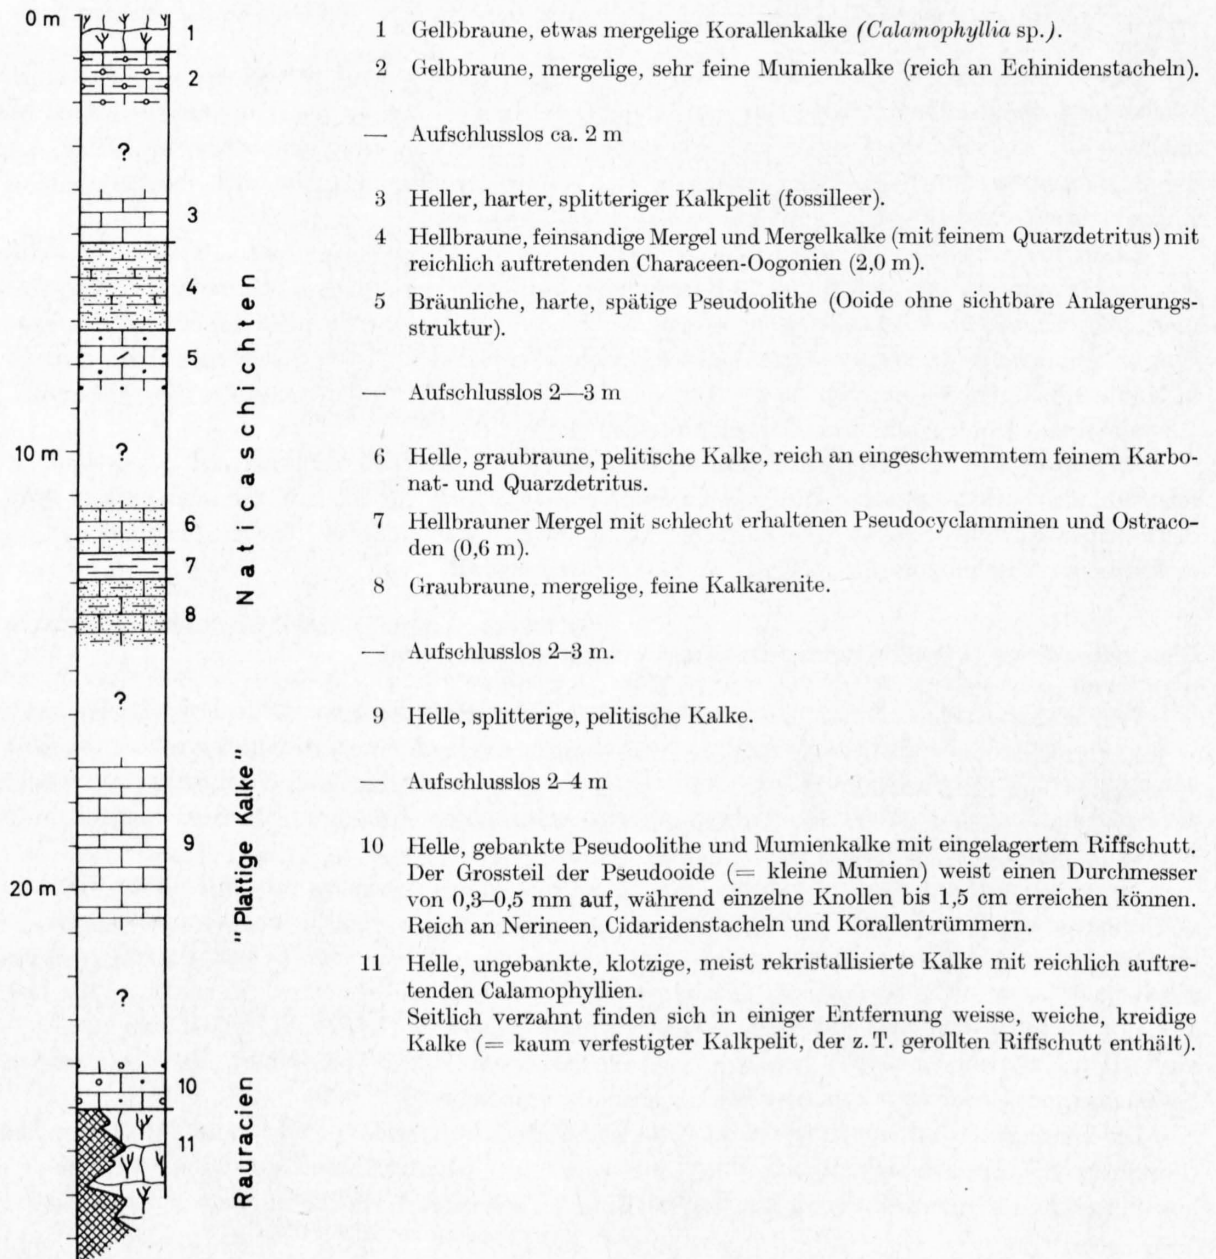 0 m
1
2
?
3
4
5
10 m
?
6
7
8
?
9
20 m
?
10
11
Naticaschichten
"Plattige Kalke"
Rauracien
1 Gelbbraune, etwas mergelige Korallenkalke (Calamophyllia sp.).
2 Gelbbraune, mergelige, sehr feine Mumienkalke (reich an Echinidenstacheln).
— Aufschlusslos ca. 2 m
3 Heller, harter, splitteriger Kalkpelit (fossilleer).
4 Hellbraune, feinsandige Mergel und Mergelkalke (mit feinem Quarzdetritus) mit
reichlich auftretenden Characeen-Oogonien (2,0 m).
5 Bräunliche, harte, spätige Pseudoolithe (Ooide ohne sichtbare Anlagerungs-
struktur).
— Aufschlusslos 2—3 m
6 Helle, graubraune, pelitische Kalke, reich an eingeschwemmtem feinem Karbo-
nat- und Quarzdetritus.
7 Hellbrauner Mergel mit schlecht erhaltenen Pseudocyclamminen und Ostraco-
den (0,6 m).
8 Graubraune, mergelige, feine Kalkarenite.
— Aufschlusslos 2–3 m.
9 Helle, splitterige, pelitische Kalke.
— Aufschlusslos 2–4 m
10 Helle, gebankte Pseudoolithe und Mumienkalke mit eingelagertem Riffschutt.
Der Grossteil der Pseudooide (= kleine Mumien) weist einen Durchmesser
von 0,3–0,5 mm auf, während einzelne Knollen bis 1,5 cm erreichen können.
Reich an Nerineen, Cidaridenstacheln und Korallentrümmern.
11 Helle, ungebankte, klotzige, meist rekristallisierte Kalke mit reichlich auftre-
tenden Calamophyllien.
Seitlich verzahnt finden sich in einiger Entfernung weisse, weiche, kreidige
Kalke (= kaum verfestigter Kalkpelit, der z. T. gerollten Riffschutt enthält).